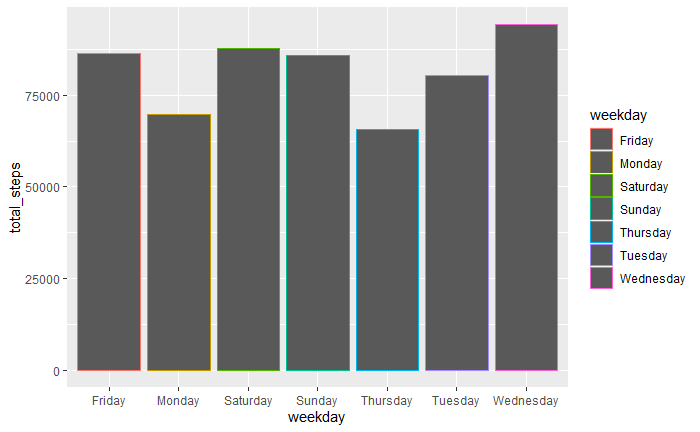 total_steps
75000
50000
25000
0
Friday Monday Saturday Sunday Thursday Tuesday Wednesday
weekday
weekday
Friday
Monday
Saturday
Sunday
Thursday
Tuesday
Wednesday